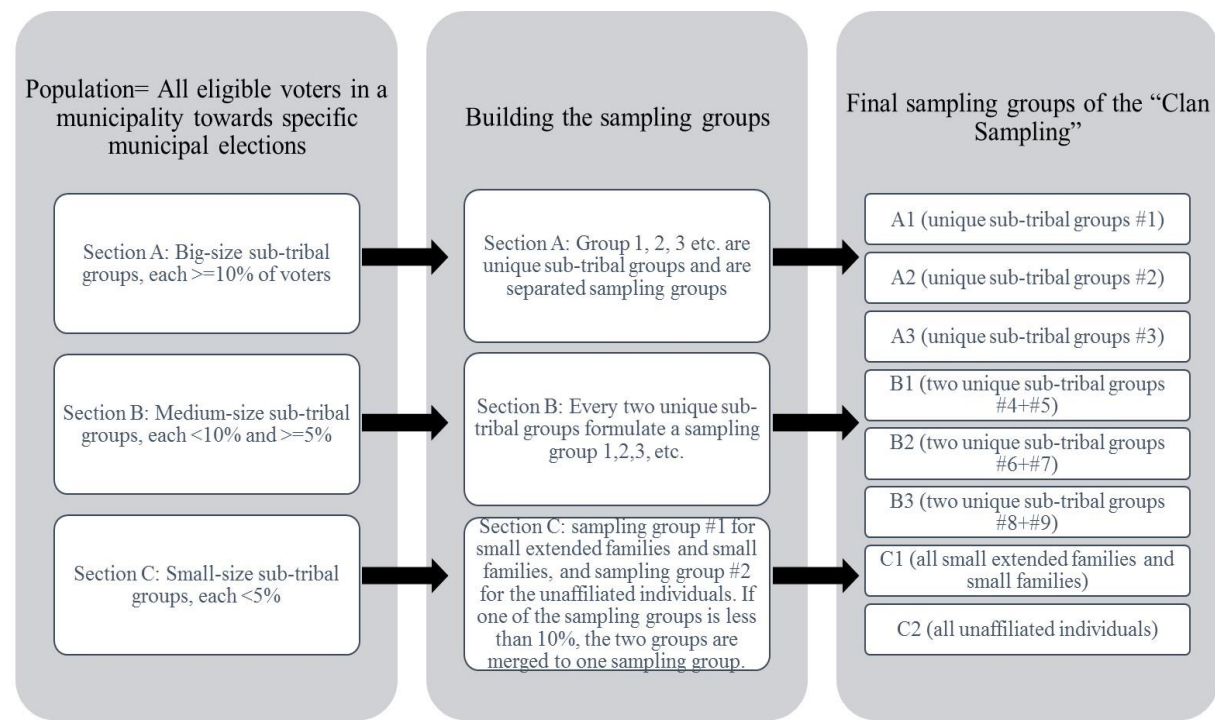 Population= All eligible voters in a
municipality towards specific
municipal elections
Section A: Big-size sub-tribal
groups, each >=10% of voters
Section B: Medium-size sub-tribal
groups, each <10% and >=5%
Section C: Small-size sub-tribal
groups, each <5%
Building the sampling groups
Section A: Group 1, 2, 3 etc. are
unique sub-tribal groups and are
separated sampling groups
Section B: Every two unique sub-
tribal groups formulate a sampling
group 1,2,3, etc.
Section C: sampling group #1 for
small extended families and small
families, and sampling group #2
for the unaffiliated individuals. If
one of the sampling groups is less
than 10%, the two groups are
merged to one sampling group.
Final sampling groups of the “Clan
Sampling”
A1 (unique sub-tribal groups #1)
A2 (unique sub-tribal groups #2)
A3 (unique sub-tribal groups #3)
B1 (two unique sub-tribal groups
#4+#5)
B2 (two unique sub-tribal groups
#6+#7)
B3 (two unique sub-tribal groups
#8+#9)
C1 (all small extended families and
small families)
C2 (all unaffiliated individuals)